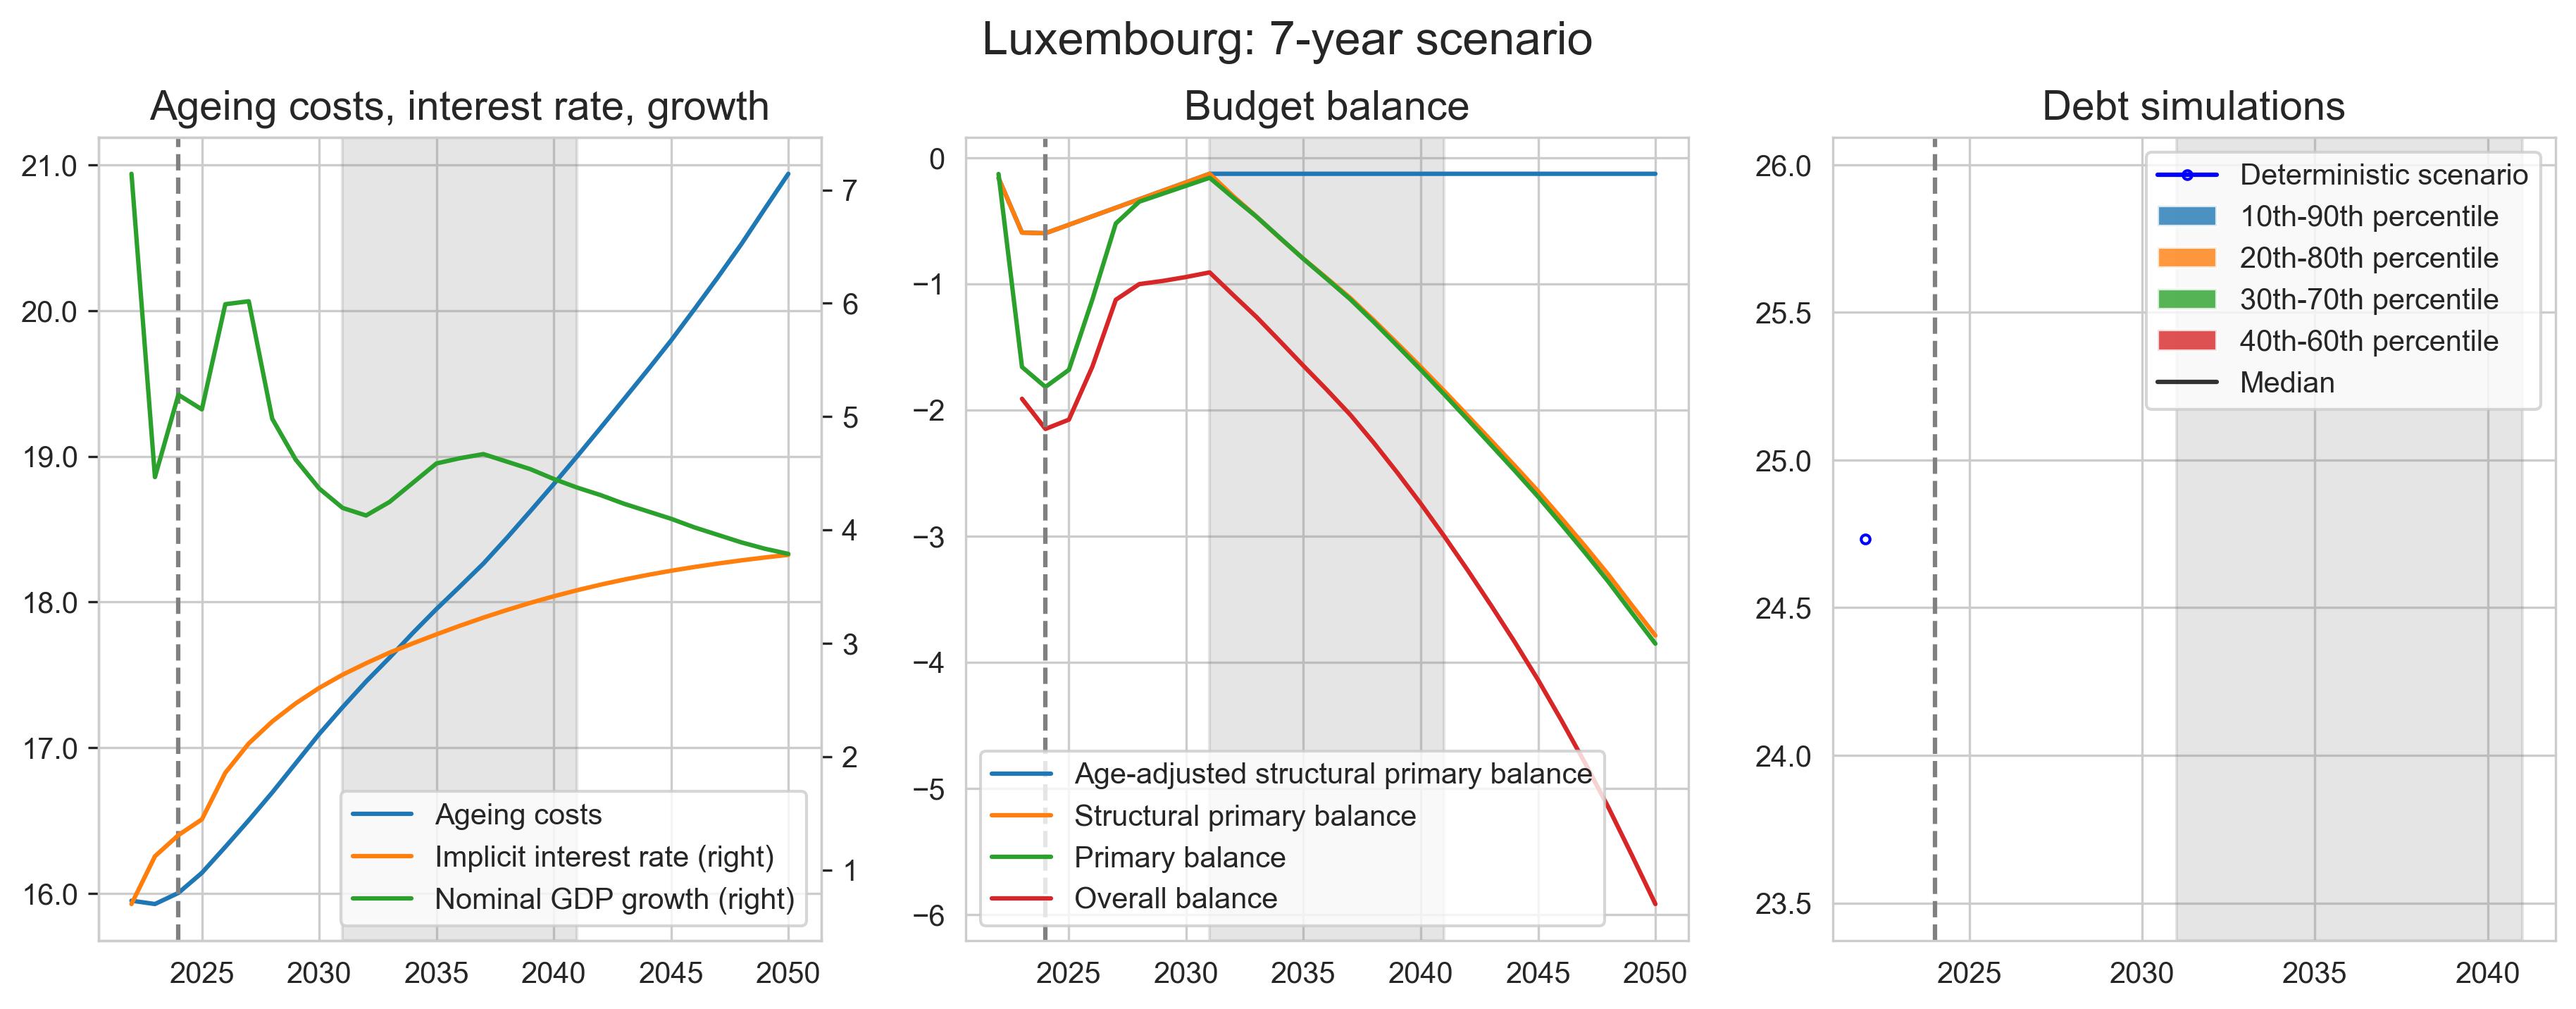 Luxembourg: 7-year scenario
Ageing costs, interest rate, growth
21.0
20.0
19.0
18.0
17.0
16.0
7
6
5
4
3
2
1
Ageing costs
Implicit interest rate (right)
Nominal GDP growth (right)
2025 2030 2035 2040 2045 2050
Budget balance
0
−1
−2
−3
−4
−5
−6
Age-adjusted structural primary balance
Structural primary balance
Primary balance
Overall balance
2025 2030 2035 2040 2045 2050
Debt simulations
26.0
25.5
25.0
24.5
24.0
23.5
Deterministic scenario
10th-90th percentile
20th-80th percentile
30th-70th percentile
40th-60th percentile
Median
2025 2030 2035 2040